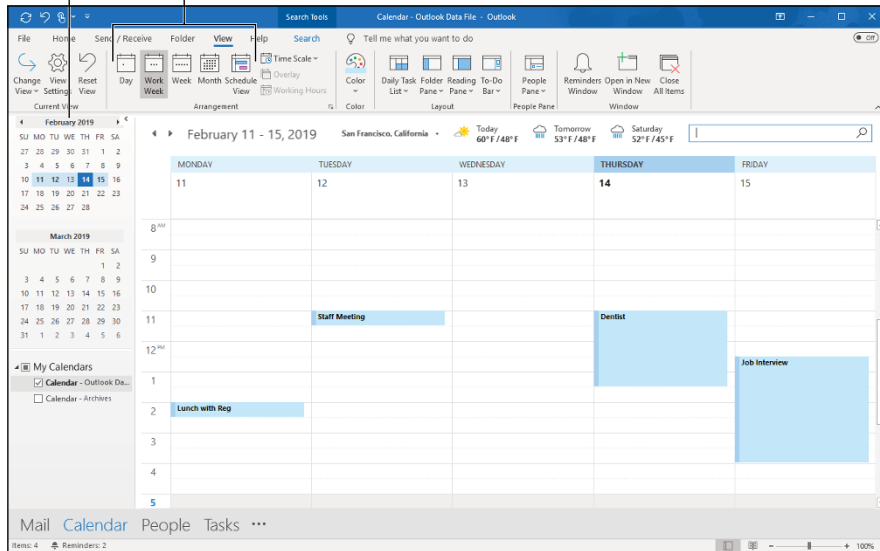 Search Tools
Calendar - Outlook Data File - Outlook
File Home Send / Receive Folder View Help Search Tell me what you want to do
Off
Change View
View Settings
Reset View
Current View
Day
Work Week
Week
Month
Schedule View
Time Scale
Overlay
Working Hours
Arrangement
Color
Color
Daily Task List
Folder Pane
Reading Pane
To-Do Bar
Layout
People Pane
People Pane
Reminders Window
Open in New Window
Close All Items
Window
February 2019
SU MO TU WE TH FR SA
27 28 29 30 31 1 2
3 4 5 6 7 8 9
10 11 12 13 14 15 16
17 18 19 20 21 22 23
24 25 26 27 28
March 2019
SU MO TU WE TH FR SA
1 2
3 4 5 6 7 8 9
10 11 12 13 14 15 16
17 18 19 20 21 22 23
24 25 26 27 28 29 30
31 1 2 3 4 5 6
My Calendars
Calendar - Outlook Da...
Calendar - Archives
February 11 - 15, 2019
San Francisco, California
Today
60°F/48°F
Tomorrow
53°F/48°F
Saturday
52°F/45°F
MONDAY TUESDAY WEDNESDAY THURSDAY FRIDAY
11 12 13 14 15
8 AM
9
10
11 Staff Meeting Dentist
12 PM
Job Interview
1
2 Lunch with Reg
3
4
5
Mail Calendar People Tasks ...
Items: 4 Reminders: 2
100%